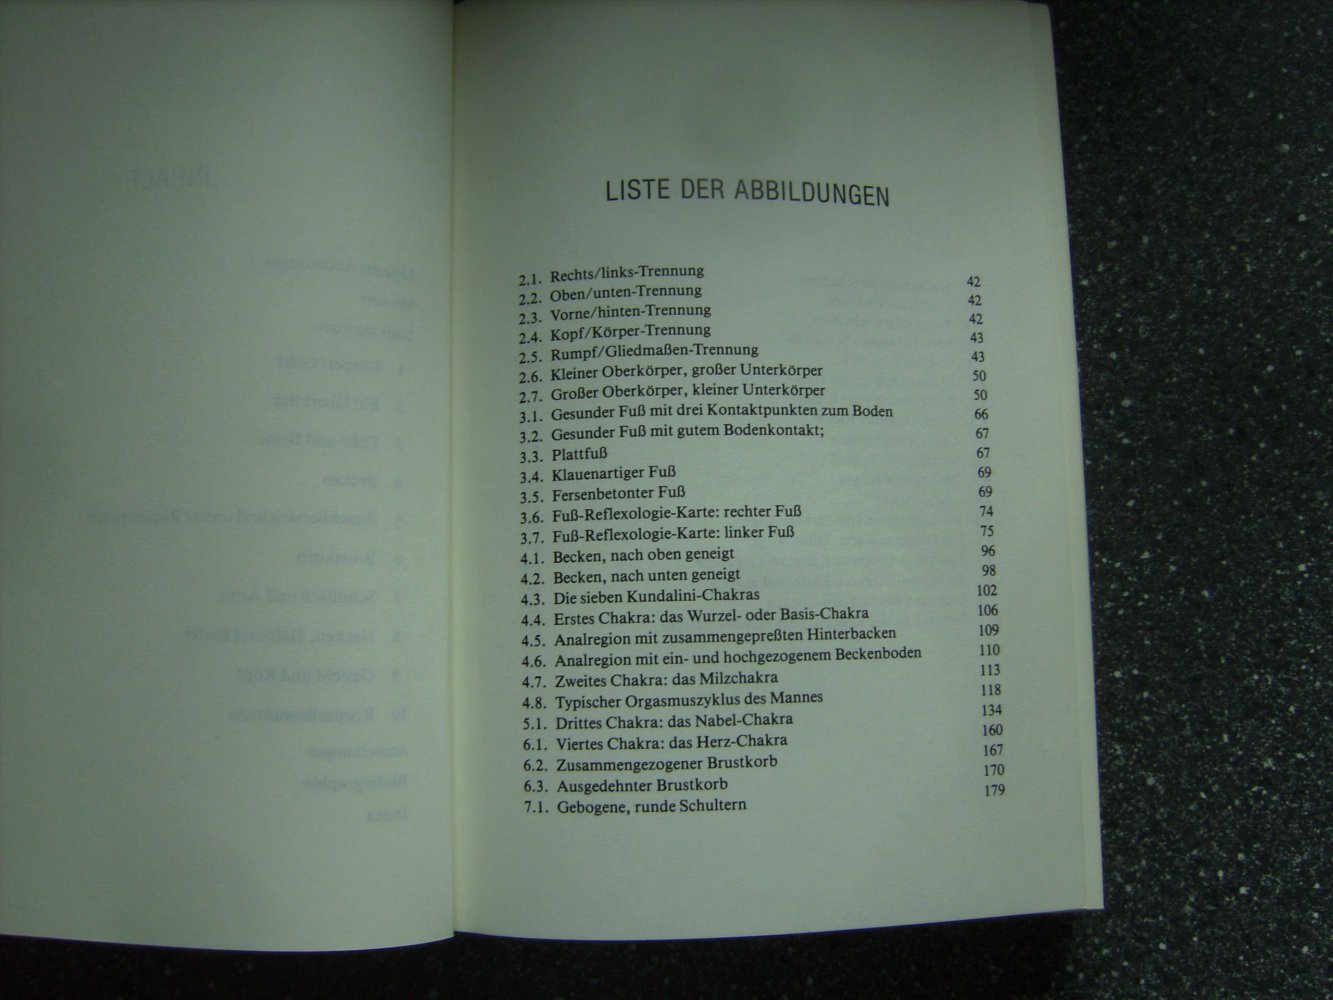 LISTE DER ABBILDUNGEN
2.1. Rechts/links-Trennung 42
2.2. Oben/unten-Trennung 42
2.3. Vorne/hinten-Trennung 42
2.4. Kopf/Körper-Trennung 43
2.5. Rumpf/Gliedmaßen-Trennung 43
2.6. Kleiner Oberkörper, großer Unterkörper 50
2.7. Großer Oberkörper, kleiner Unterkörper 50
3.1. Gesunder Fuß mit drei Kontaktpunkten zum Boden 66
3.2. Gesunder Fuß mit gutem Bodenkontakt; 67
3.3. Plattfuß 67
3.4. Klauenartiger Fuß 69
3.5. Fersenbetonter Fuß 69
3.6. Fuß-Reflexologie-Karte: rechter Fuß 74
3.7. Fuß-Reflexologie-Karte: linker Fuß 75
4.1. Becken, nach oben geneigt 96
4.2. Becken, nach unten geneigt 98
4.3. Die sieben Kundalini-Chakras 102
4.4. Erstes Chakra: das Wurzel- oder Basis-Chakra 106
4.5. Analregion mit zusammengepreßten Hinterbacken 109
4.6. Analregion mit ein- und hochgezogenem Beckenboden 110
4.7. Zweites Chakra: das Milzchakra 113
4.8. Typischer Orgasmuszyklus des Mannes 118
5.1. Drittes Chakra: das Nabel-Chakra 134
6.1. Viertes Chakra: das Herz-Chakra 160
6.2. Zusammengezogener Brustkorb 167
6.3. Ausgedehnter Brustkorb 170
7.1. Gebogene, runde Schultern 179